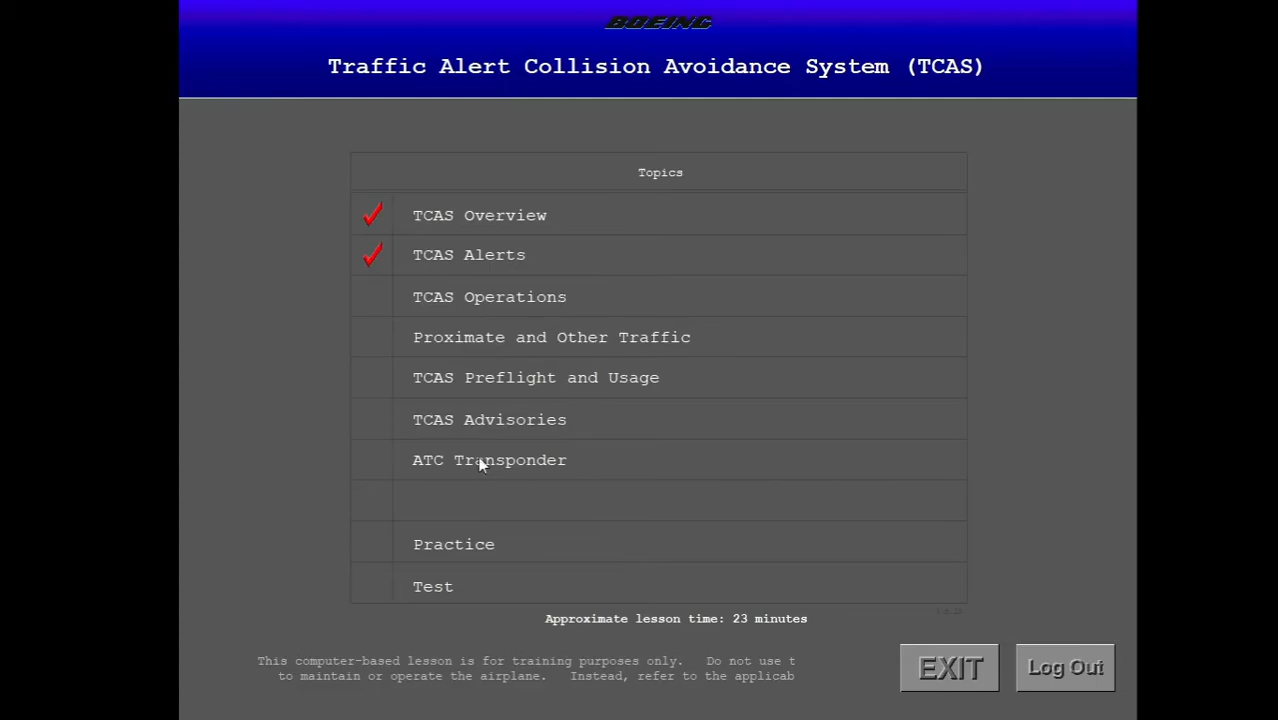 BOEING
Traffic Alert Collision Avoidance System (TCAS)
Topics
TCAS Overview
TCAS Alerts
TCAS Operations
Proximate and Other Traffic
TCAS Preflight and Usage
TCAS Advisories
ATC Transponder
Practice
Test
Approximate lesson time: 23 minutes
This computer-based lesson is for training purposes only. Do not use t
to maintain or operate the airplane. Instead, refer to the applicab
EXIT
Log Out